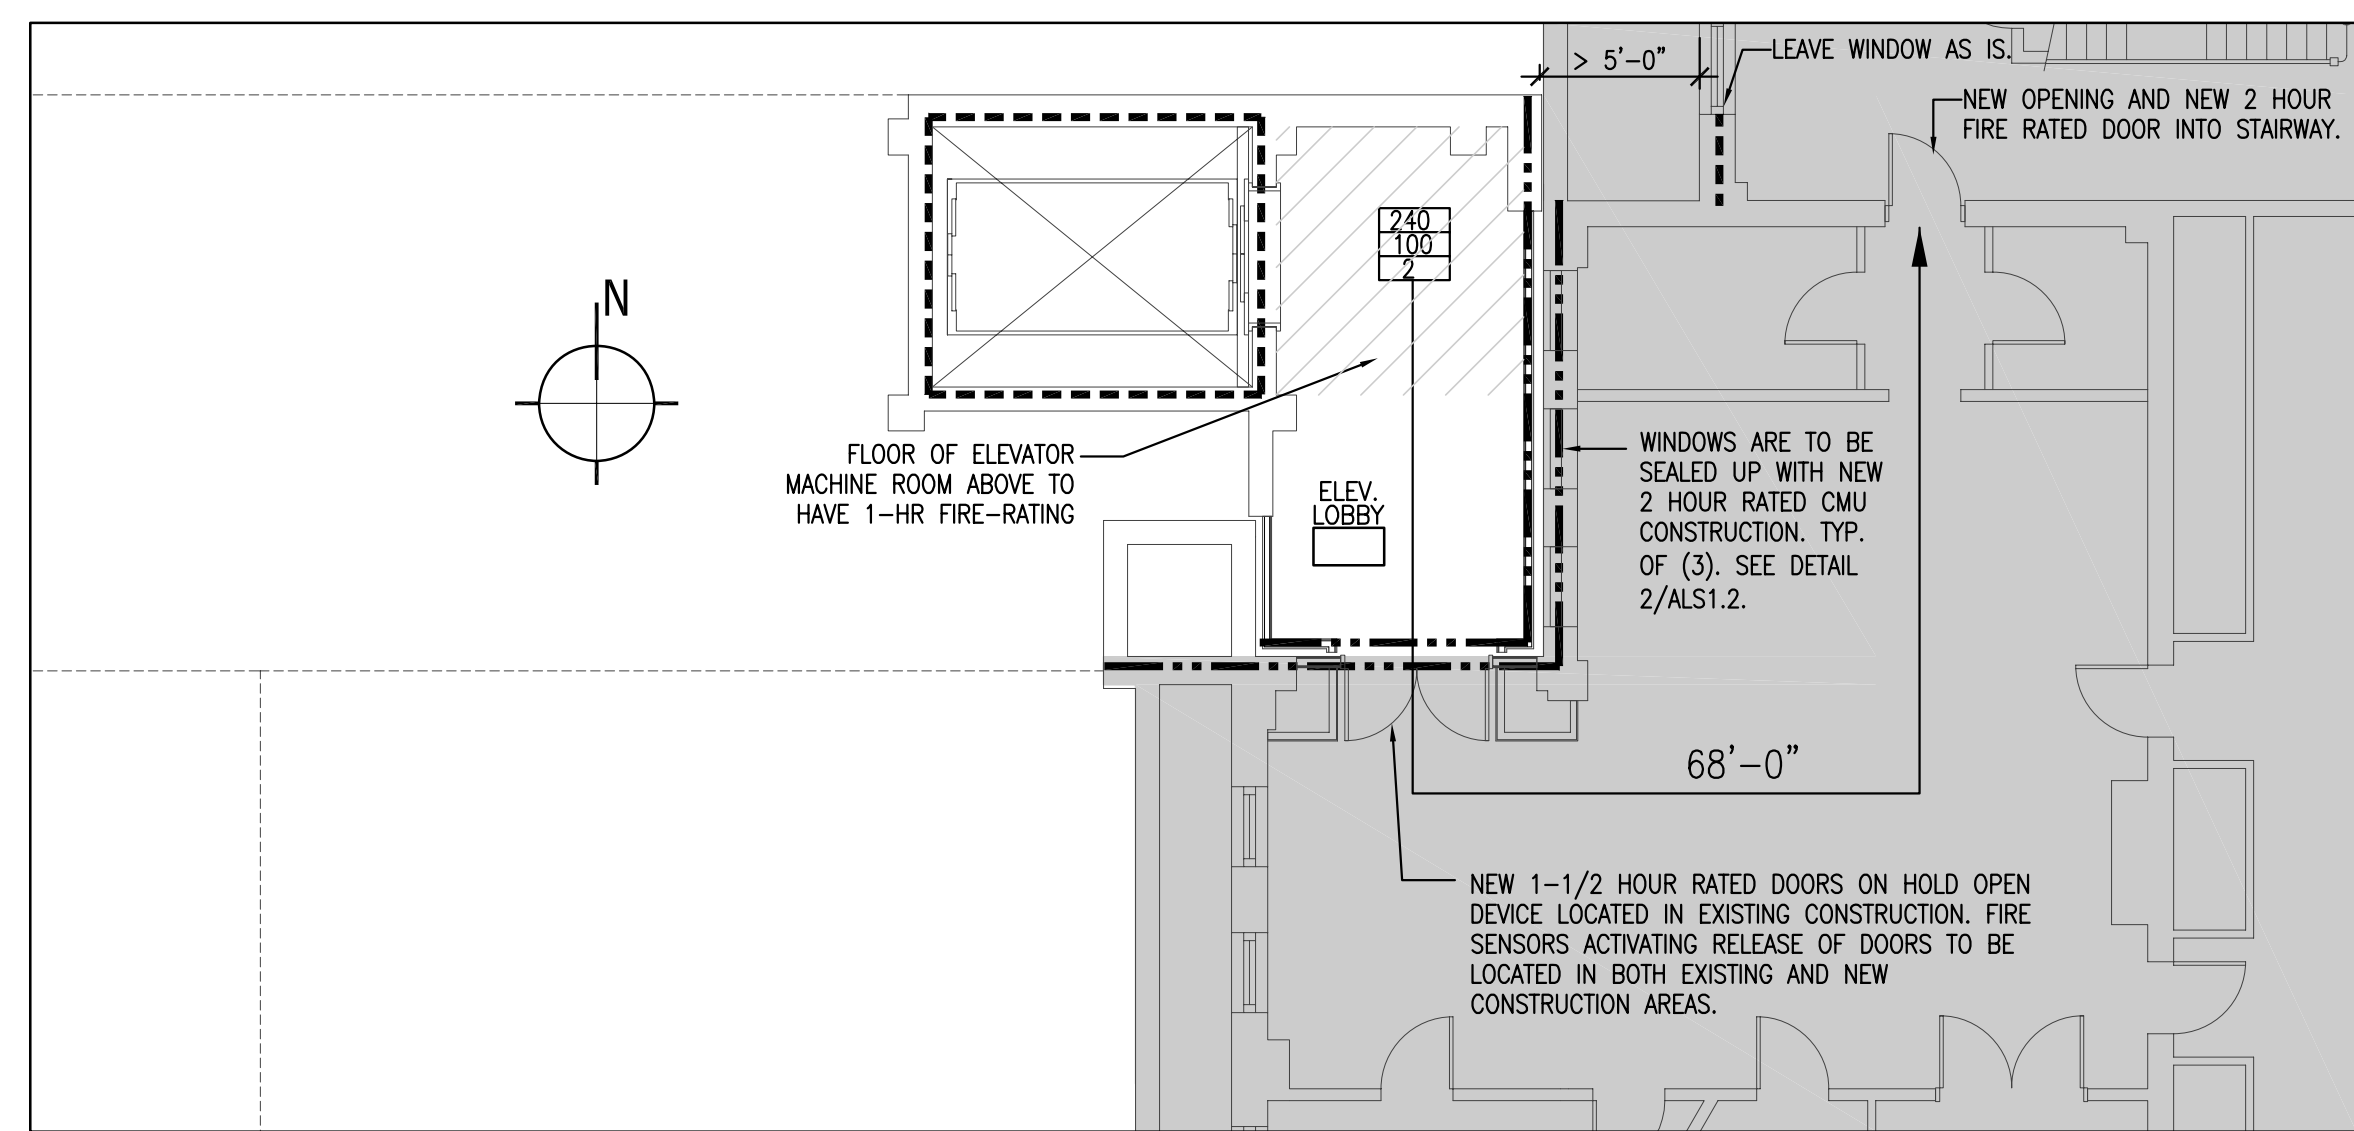 > 5'-0"
LEAVE WINDOW AS IS.
NEW OPENING AND NEW 2 HOUR
FIRE RATED DOOR INTO STAIRWAY.
240
100
2
N
FLOOR OF ELEVATOR
MACHINE ROOM ABOVE TO
HAVE 1-HR FIRE-RATING
ELEV.
LOBBY
WINDOWS ARE TO BE
SEALED UP WITH NEW
2 HOUR RATED CMU
CONSTRUCTION. TYP.
OF (3). SEE DETAIL
2/ALS1.2.
68'-0"
NEW 1-1/2 HOUR RATED DOORS ON HOLD OPEN
DEVICE LOCATED IN EXISTING CONSTRUCTION. FIRE
SENSORS ACTIVATING RELEASE OF DOORS TO BE
LOCATED IN BOTH EXISTING AND NEW
CONSTRUCTION AREAS.